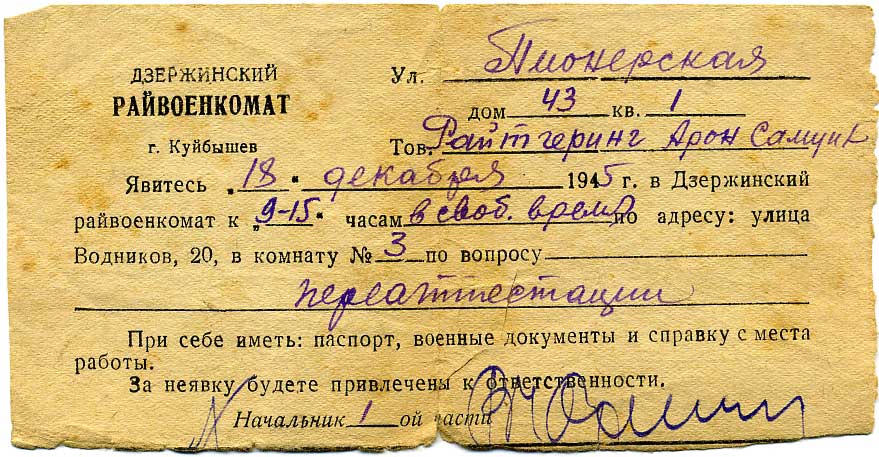 ДЗЕРЖИНСКИЙ
РАЙВОЕНКОМАТ
г. Куйбышев
Ул. Пионерская
дом 43 кв. 1
Тов. Арон Самуил
Явитесь „18“ декабря 1945 г. в Дзержинский
райвоенкомат к „9-15“ часам в своб. время по адресу: улица
Водников, 20, в комнату № 3 по вопросу
переаттестации
При себе иметь: паспорт, военные документы и справку с места
работы.
За неявку будете привлечены к ответственности.
Начальник 1 ой части